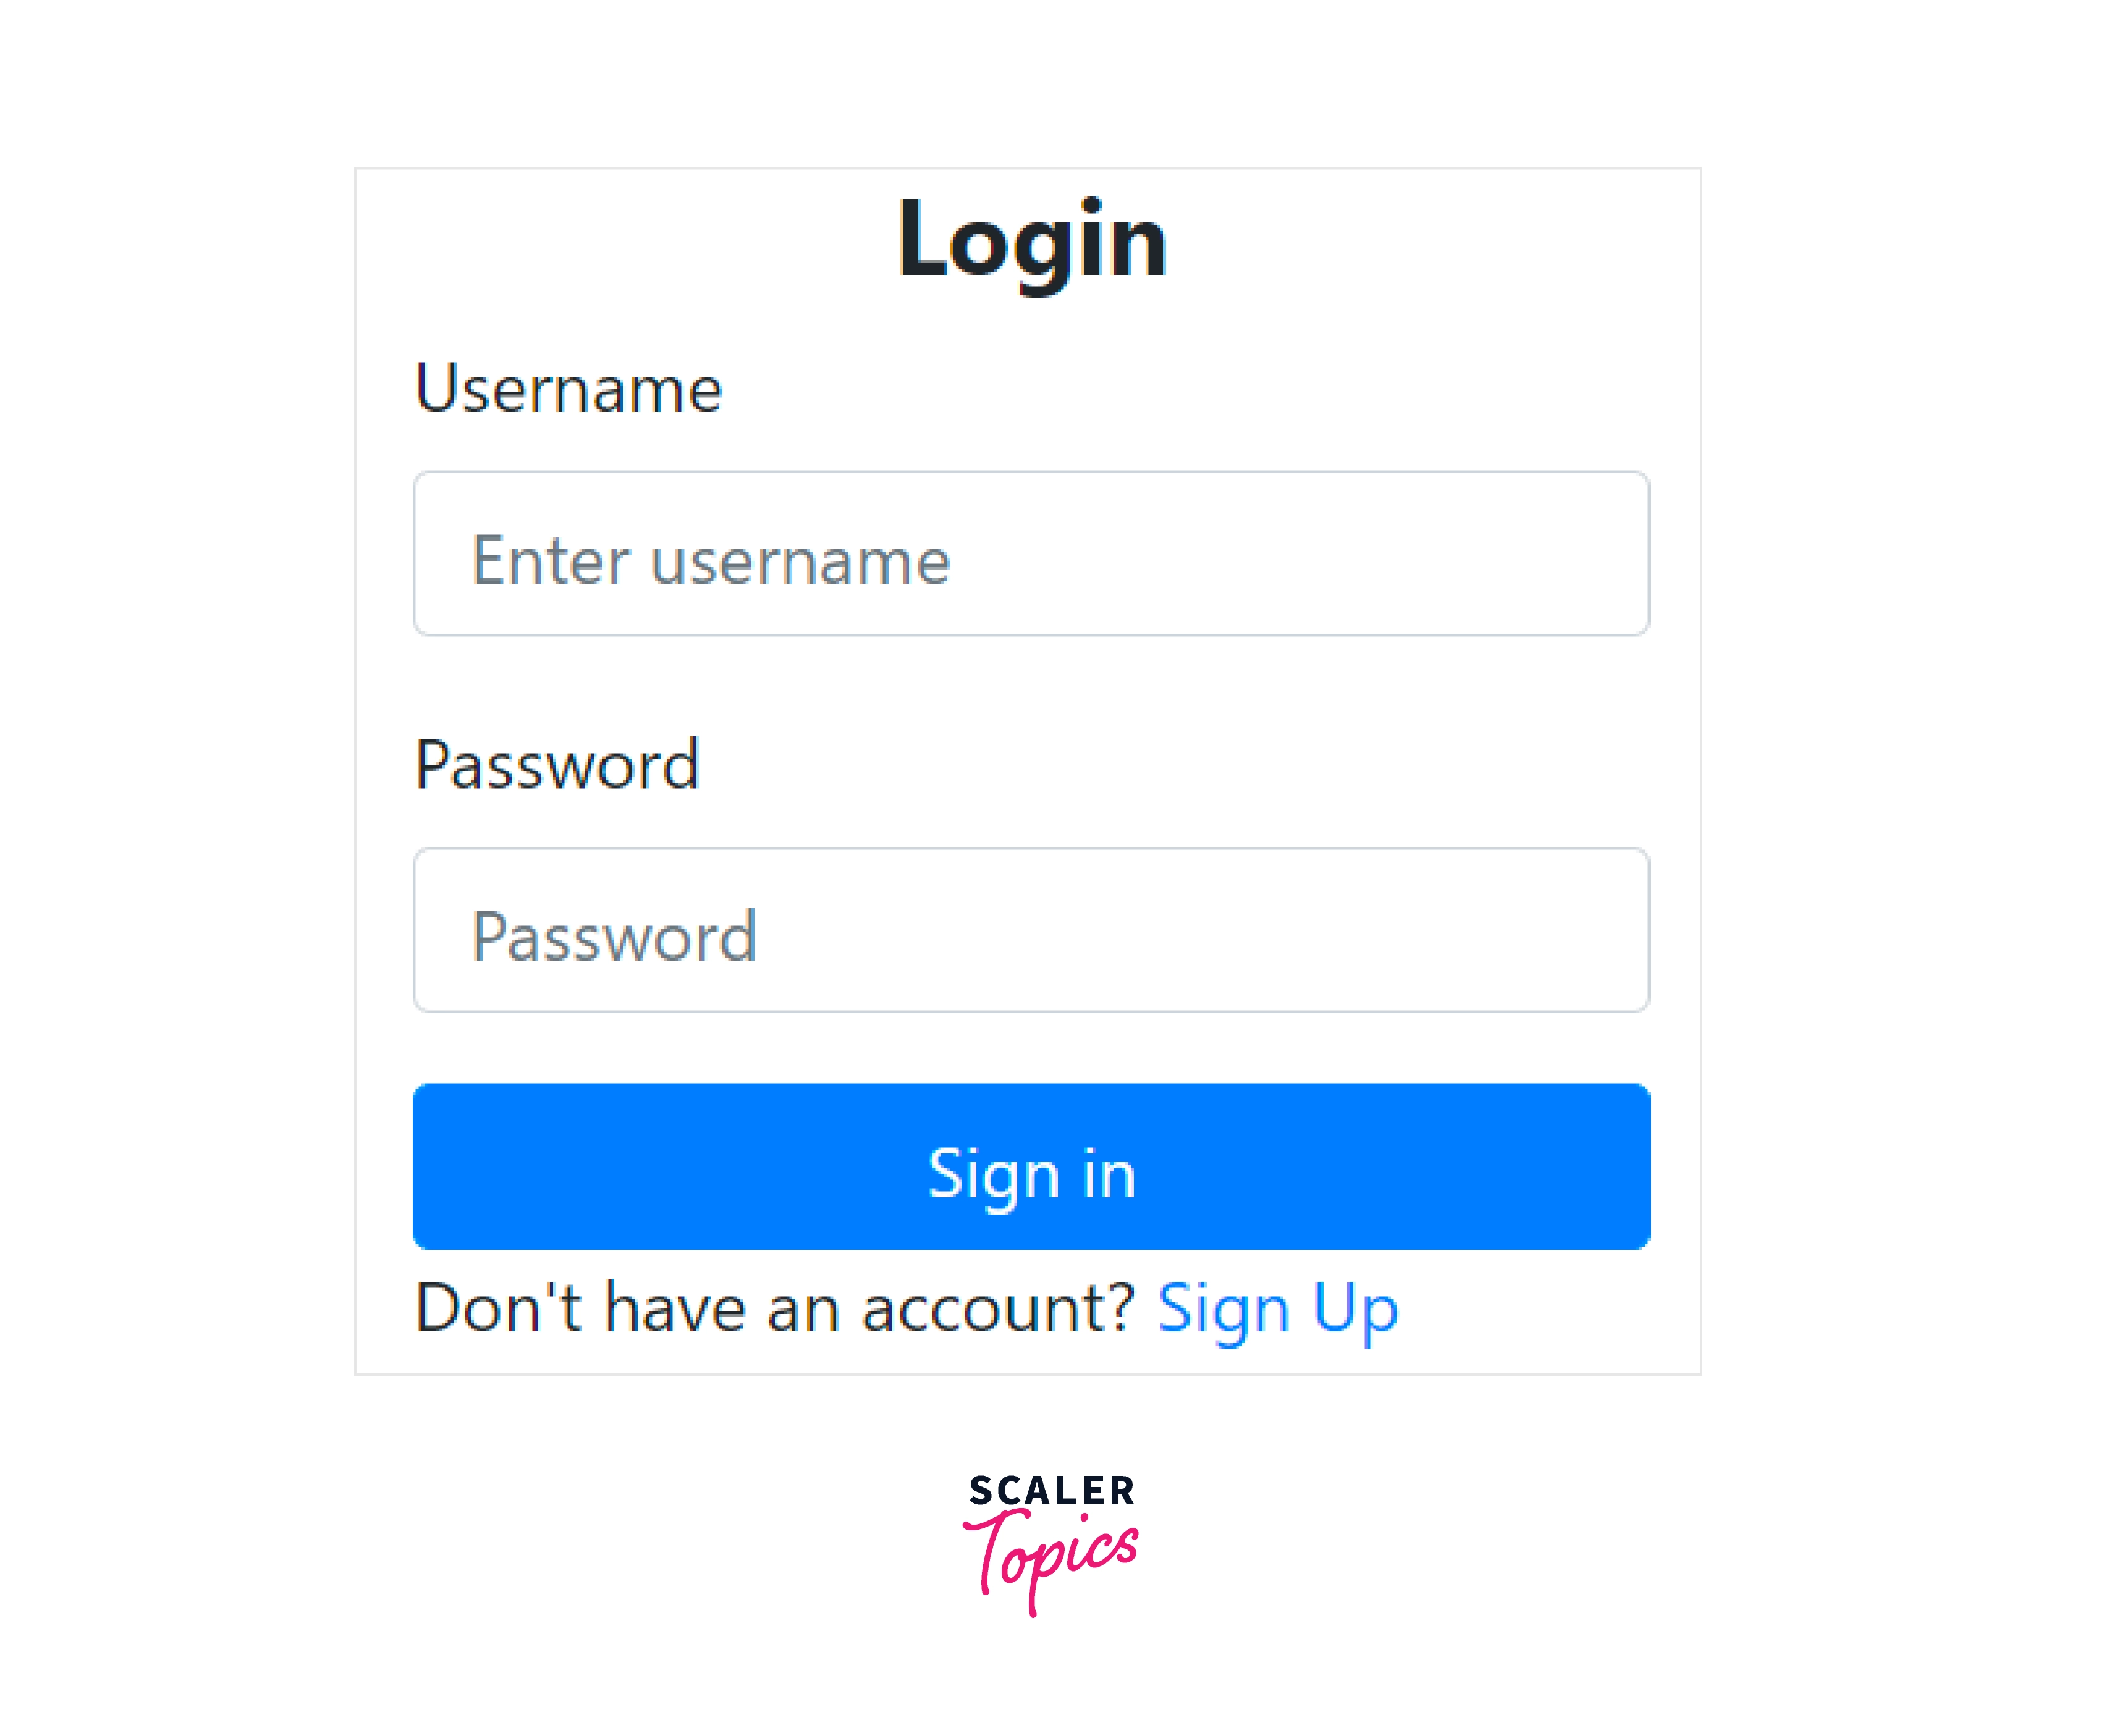 Login
Username
Enter username
Password
Password
Sign in
Don't have an account? Sign Up
SCALER
Topics